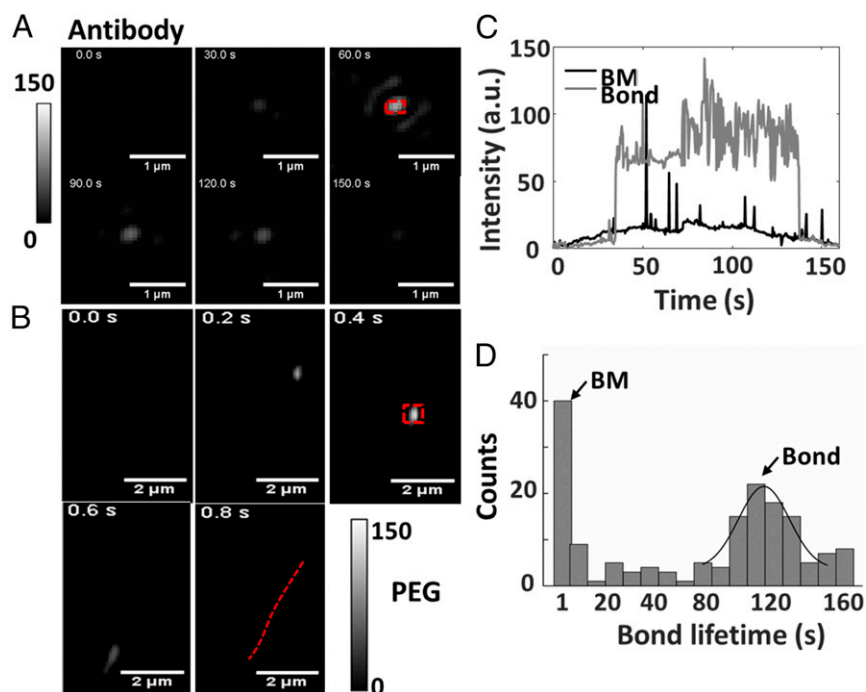 A
Antibody
150
0
0.0 s
1 µm
30.0 s
1 µm
60.0 s
1 µm
90.0 s
1 µm
120.0 s
1 µm
150.0 s
1 µm
B
0.0 s
2 µm
0.2 s
2 µm
0.4 s
2 µm
0.6 s
2 µm
0.8 s
2 µm
150
PEG
0
C
150
100
50
0
Intensity (a.u.)
BM
Bond
0 50 100 150
Time (s)
D
40
20
0
Counts
BM
Bond
1 20 40 80 120 160
Bond lifetime (s)